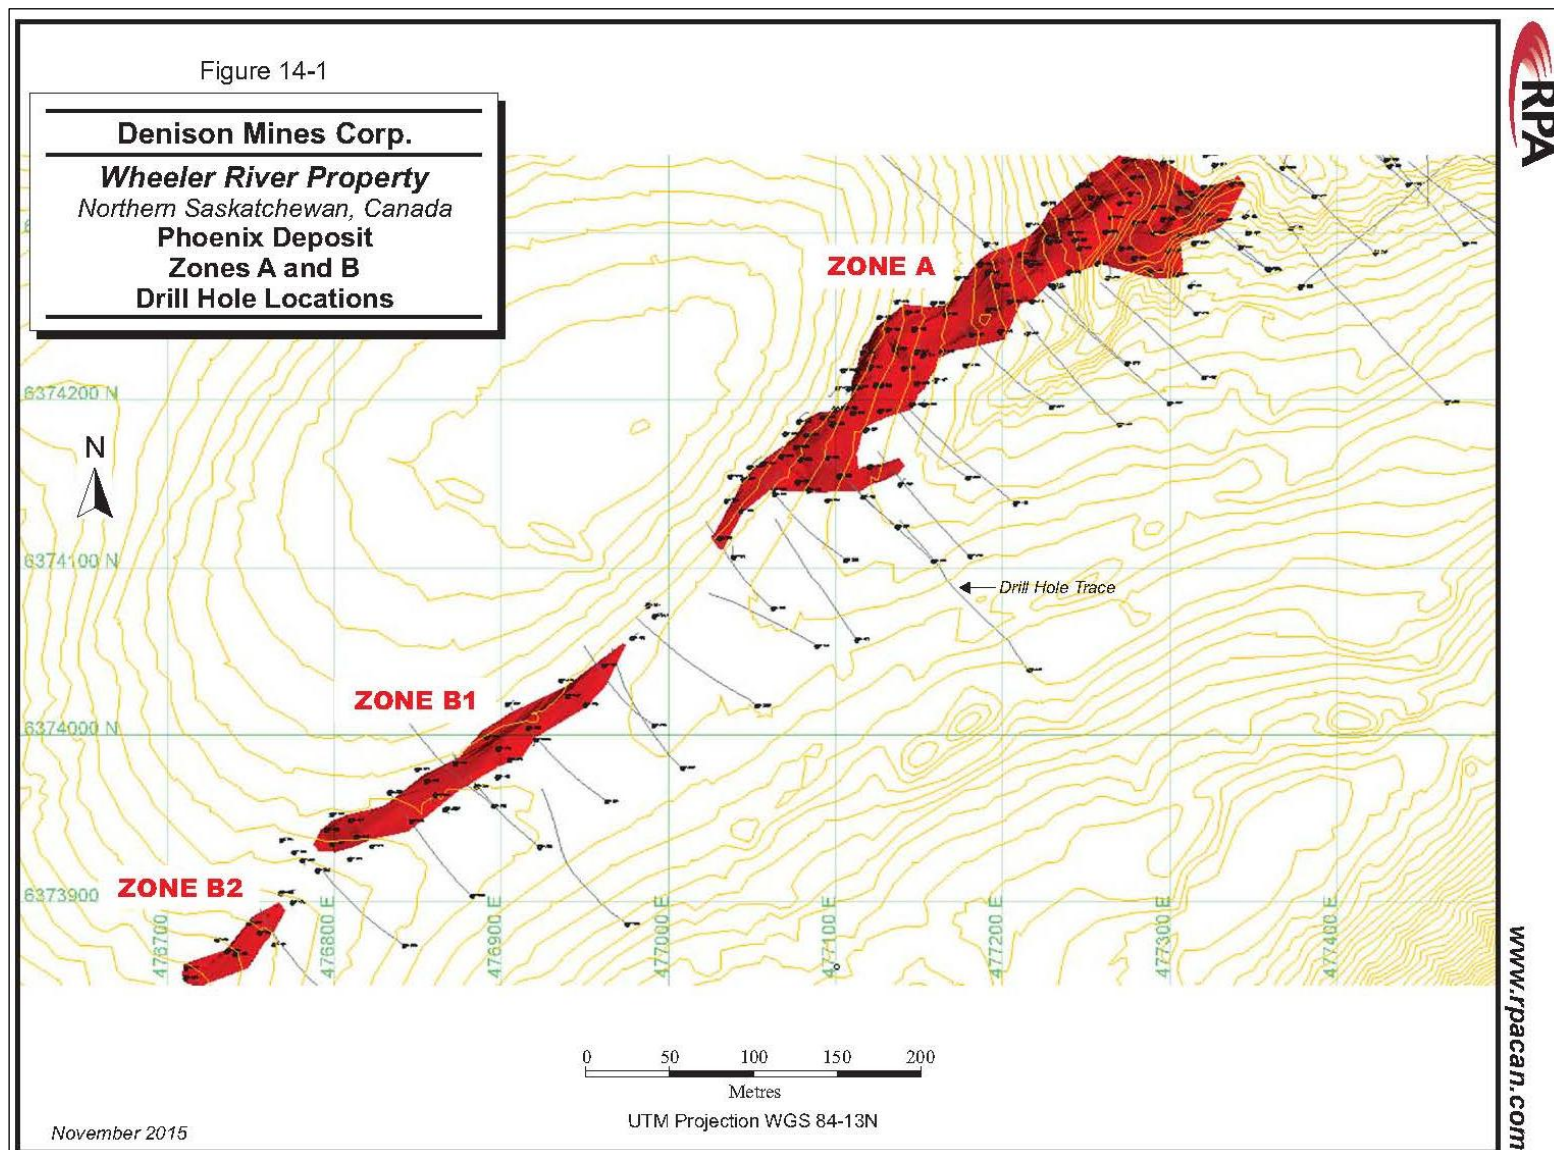 Figure 14-1
Denison Mines Corp.
Wheeler River Property
Northern Saskatchewan, Canada
Phoenix Deposit
Zones A and B
Drill Hole Locations
RPA
ZONE A
6374200 N
N
6374100 N
Drill Hole Trace
ZONE B1
6374000 N
ZONE B2
6373900
476700 E
476800 E
476900 E
477000 E
477100 E
477200 E
477300 E
477400 E
0 50 100 150 200
Metres
UTM Projection WGS 84-13N
November 2015
www.rpacan.com